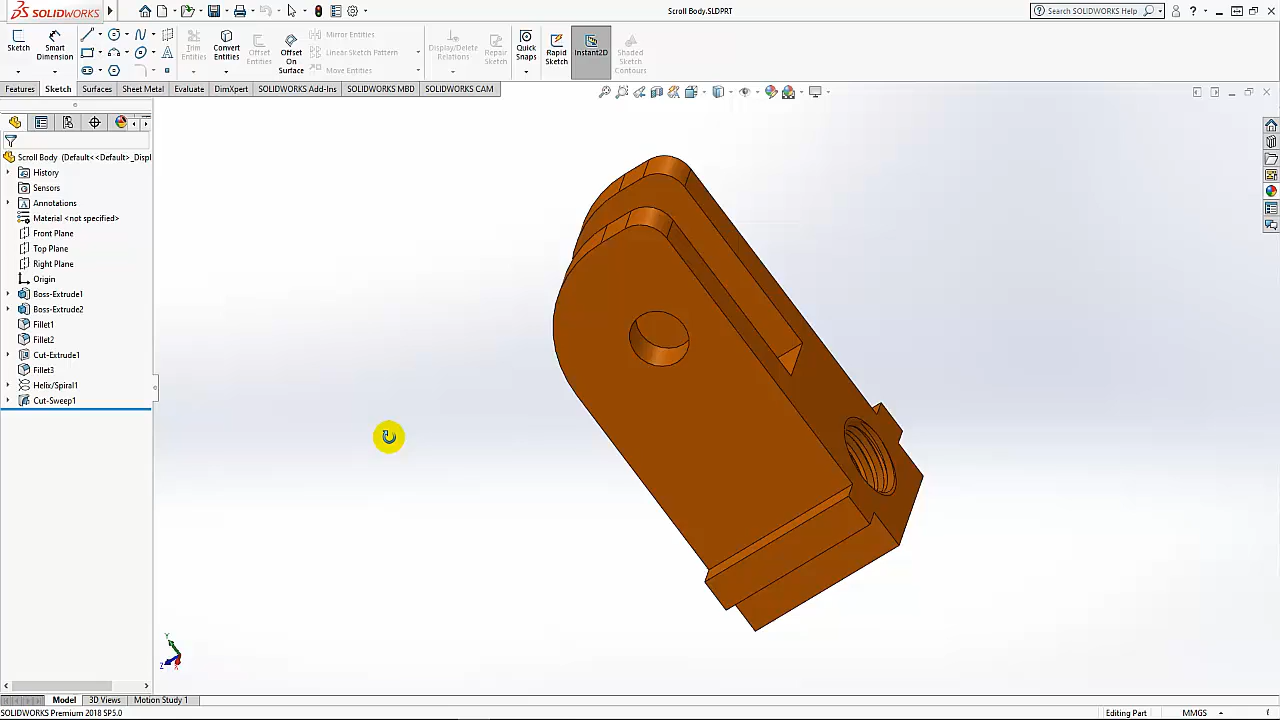 SOLIDWORKS
Scroll Body.SLDPRT
Search SOLIDWORKS Help
Sketch
Smart Dimension
Trim Entities
Convert Entities
Offset Entities
Offset On Surface
Mirror Entities
Linear Sketch Pattern
Move Entities
Display/Delete Relations
Repair Sketch
Quick Snaps
Rapid Sketch
Instant2D
Shaded Sketch Contours
Features Sketch Surfaces Sheet Metal Evaluate DimXpert SOLIDWORKS Add-Ins SOLIDWORKS MBD SOLIDWORKS CAM
Scroll Body (Default<<Default>_Displ
History
Sensors
Annotations
Material <not specified>
Front Plane
Top Plane
Right Plane
Origin
Boss-Extrude1
Boss-Extrude2
Fillet1
Fillet2
Cut-Extrude1
Fillet3
Helix/Spiral1
Cut-Sweep1
Y
Z
X
Model 3D Views Motion Study 1
SOLIDWORKS Premium 2018 SP5.0
Editing Part MMGS